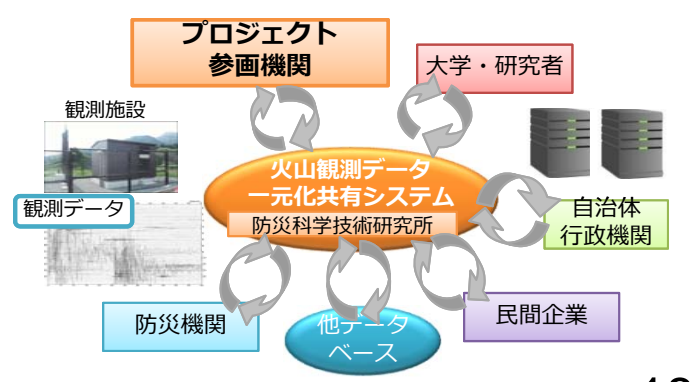 プロジェクト
参画機関
大学・研究者
観測施設
火山観測データ
一元化共有システム
防災科学技術研究所
観測データ
自治体
行政機関
防災機関
他データ
ベース
民間企業